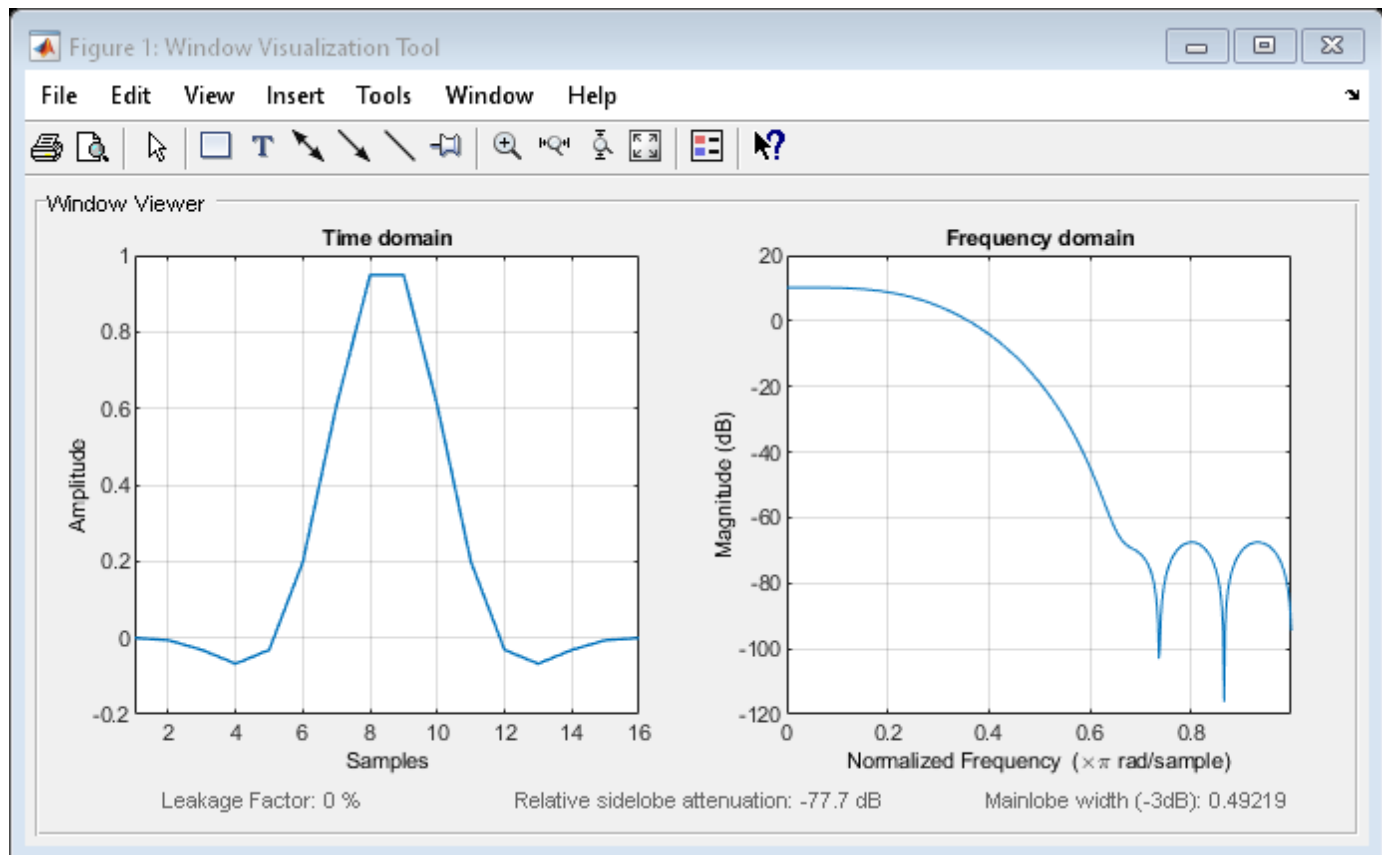 Figure 1: Window Visualization Tool
File Edit View Insert Tools Window Help
T
?
Window Viewer
Time domain
1
0.8
0.6
0.4
0.2
0
-0.2
Amplitude
2 4 6 8 10 12 14 16
Samples
Frequency domain
20
0
-20
-40
-60
-80
-100
-120
Magnitude (dB)
0 0.2 0.4 0.6 0.8
Normalized Frequency (×π rad/sample)
Leakage Factor: 0 % Relative sidelobe attenuation: -77.7 dB Mainlobe width (-3dB): 0.49219